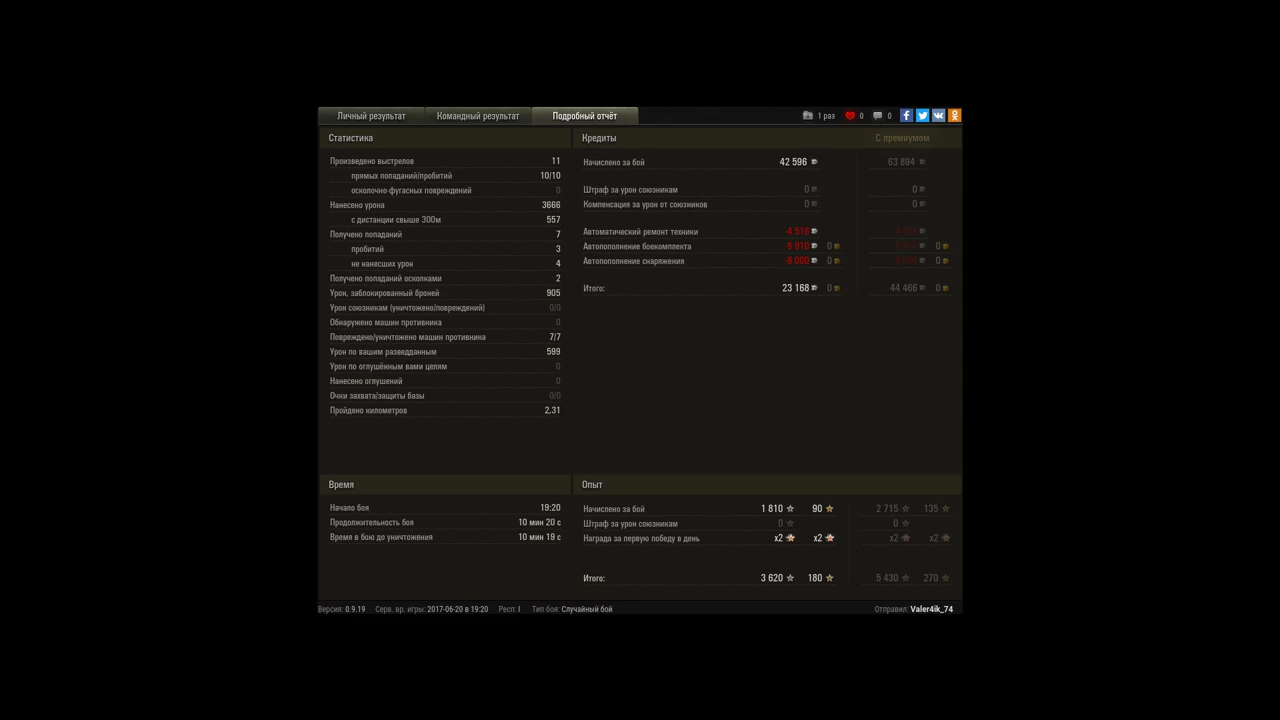 Личный результат Командный результат Подробный отчёт 1 раз 0 0
Статистика
Произведено выстрелов 11
прямых попаданий/пробитий 10/10
осколочно-фугасных повреждений 0
Нанесено урона 3666
с дистанции свыше 300м 557
Получено попаданий 7
пробитий 3
не нанесших урон 4
Получено попаданий осколками 2
Урон, заблокированный броней 905
Урон союзникам (уничтожено/повреждений) 0/0
Обнаружено машин противника 0
Повреждено/уничтожено машин противника 7/7
Урон по вашим разведданным 599
Урон по оглушённым вами целям 0
Нанесено оглушений 0
Очки захвата/защиты базы 0/0
Пройдено километров 2,31
Кредиты С премиумом
Начислено за бой 42 596 63 894
Штраф за урон союзникам 0 0
Компенсация за урон от союзников 0 0
Автоматический ремонт техники -4 518
Автопополнение боекомплекта -8 910 0 0
Автопополнение снаряжения -6 000 0 0
Итого: 23 168 0 44 466 0
Время
Начало боя 19:20
Продолжительность боя 10 мин 20 с
Время в бою до уничтожения 10 мин 19 с
Опыт
Начислено за бой 1 810 90 2 715 135
Штраф за урон союзникам 0 0
Награда за первую победу в день x2 x2 x2 x2
Итого: 3 620 180 5 430 270
Версия: 0.9.19 Серв. вр. игры: 2017-06-20 в 19:20 Респ: I Тип боя: Случайный бой Отправил: Valer4ik_74